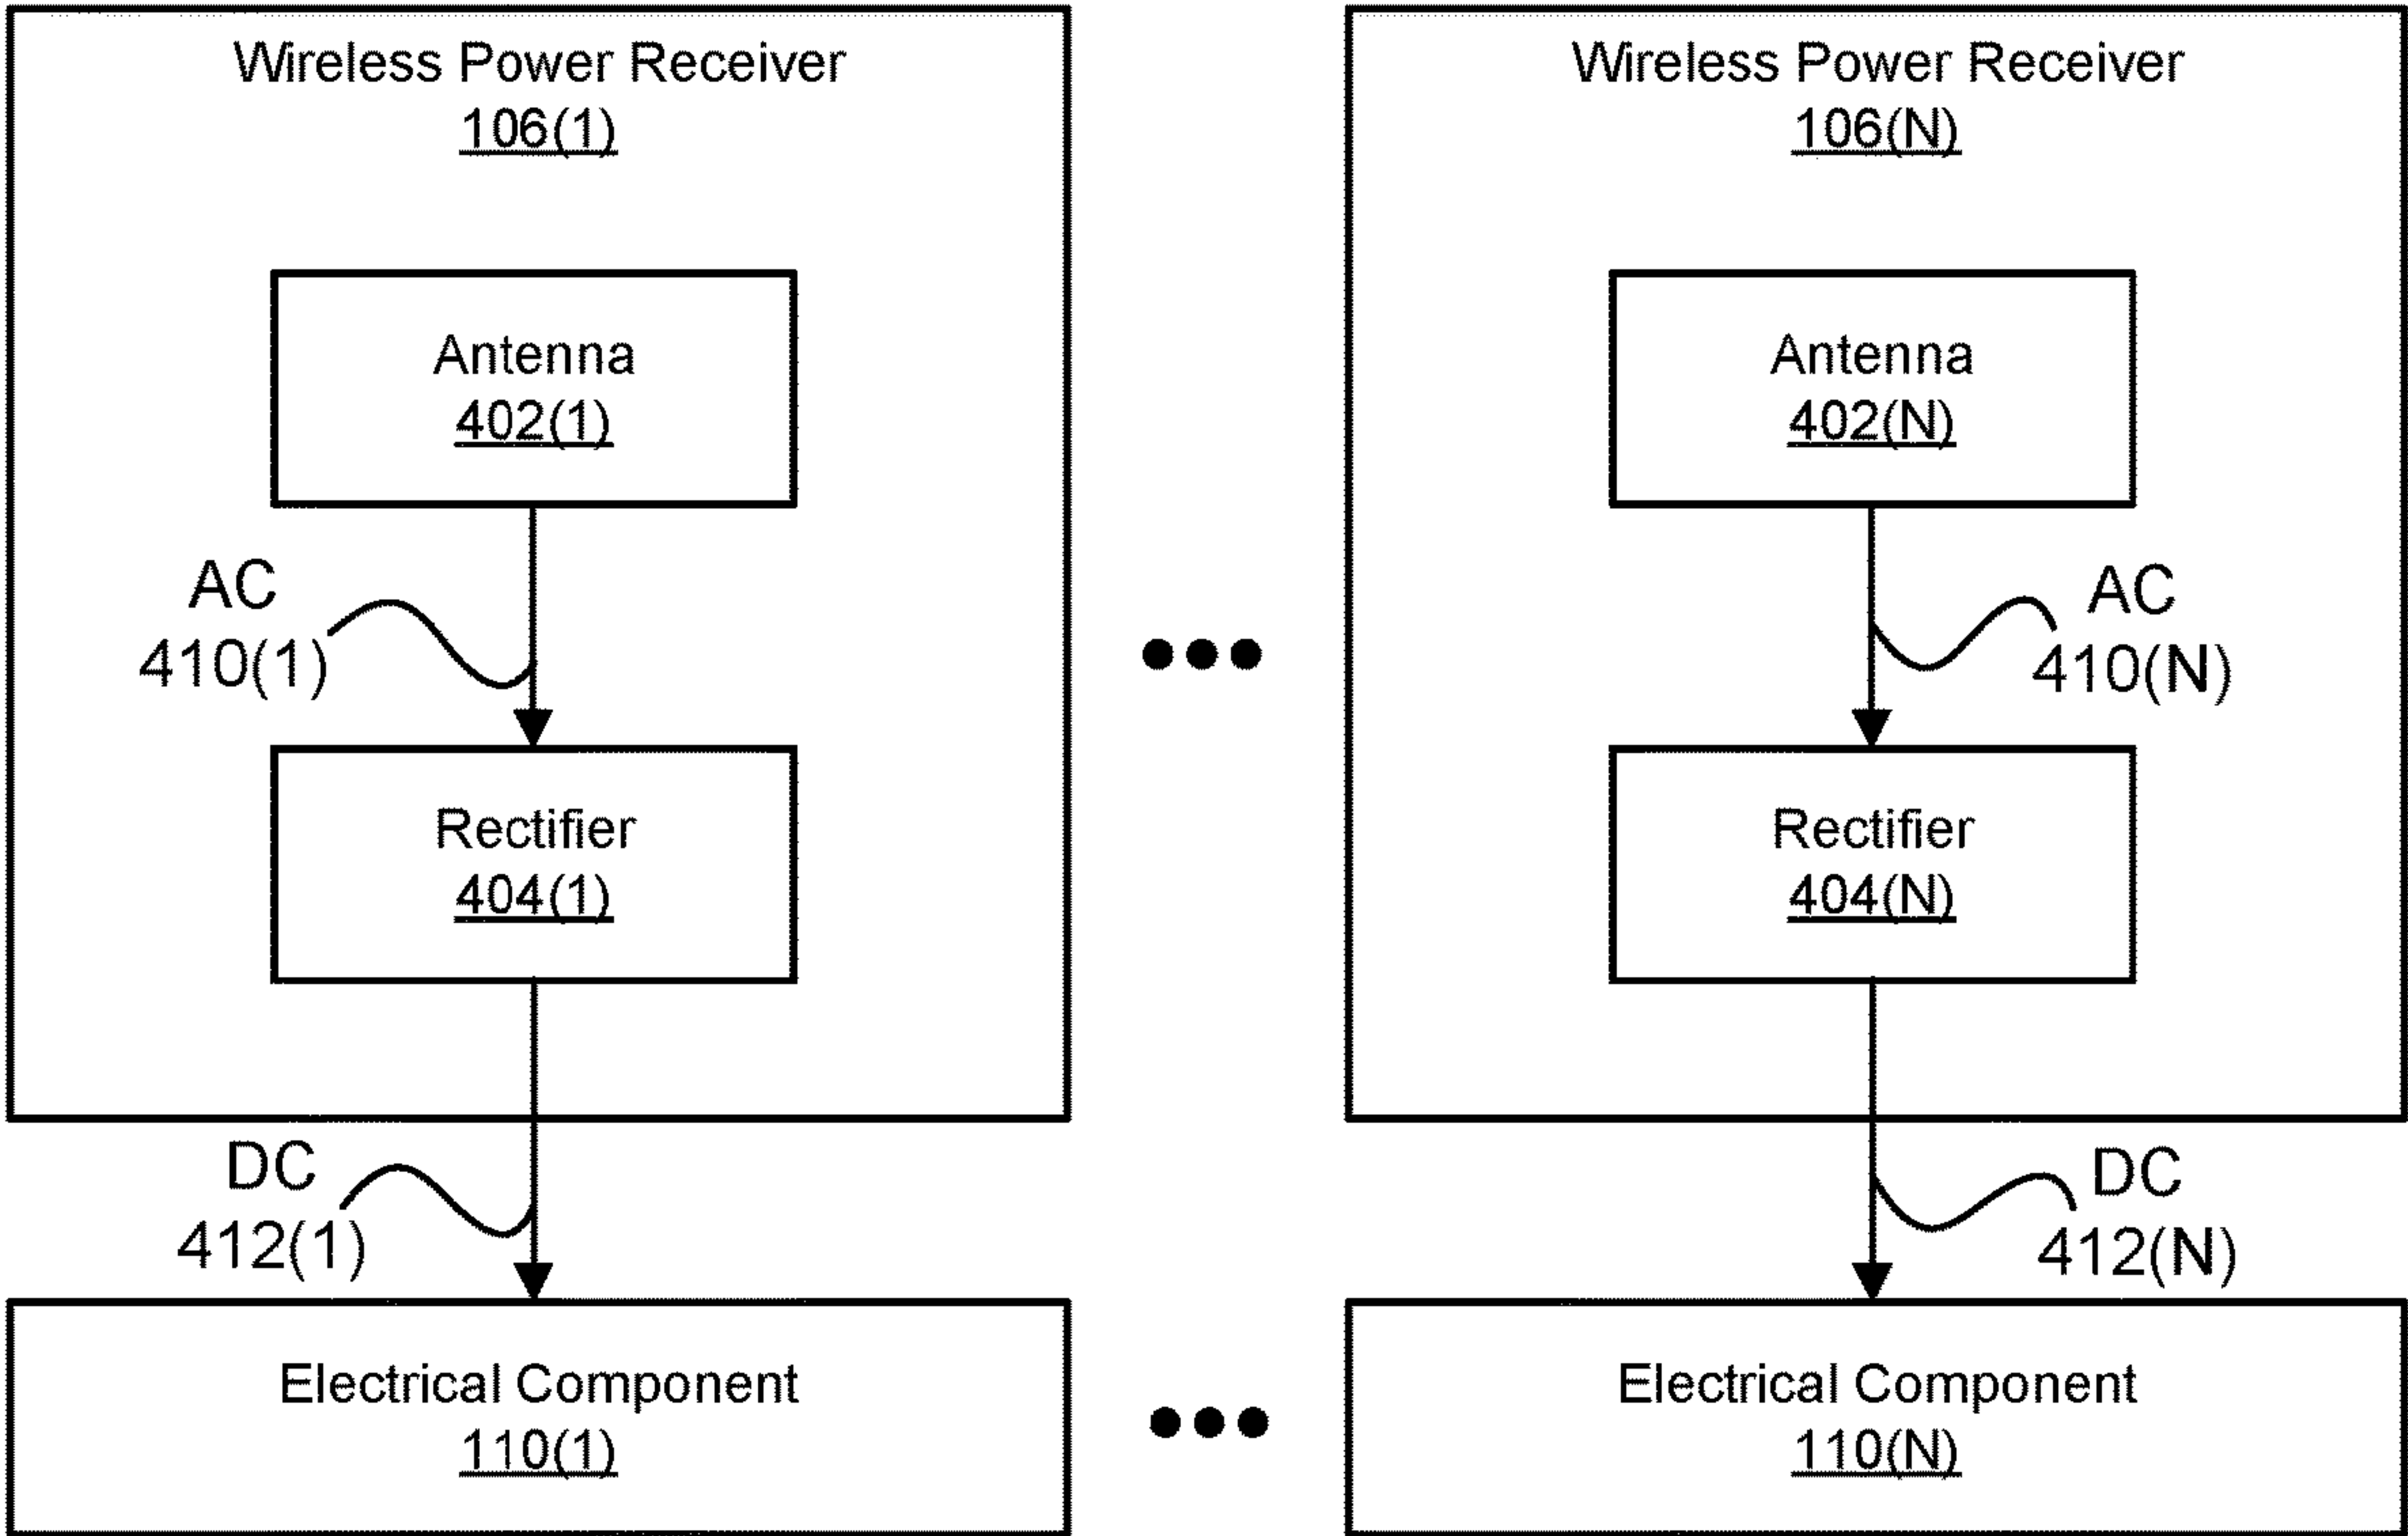 Wireless Power Receiver
106(1)
Antenna
402(1)
AC
410(1)
Rectifier
404(1)
DC
412(1)
Electrical Component
110(1)
Wireless Power Receiver
106(N)
Antenna
402(N)
AC
410(N)
Rectifier
404(N)
DC
412(N)
Electrical Component
110(N)